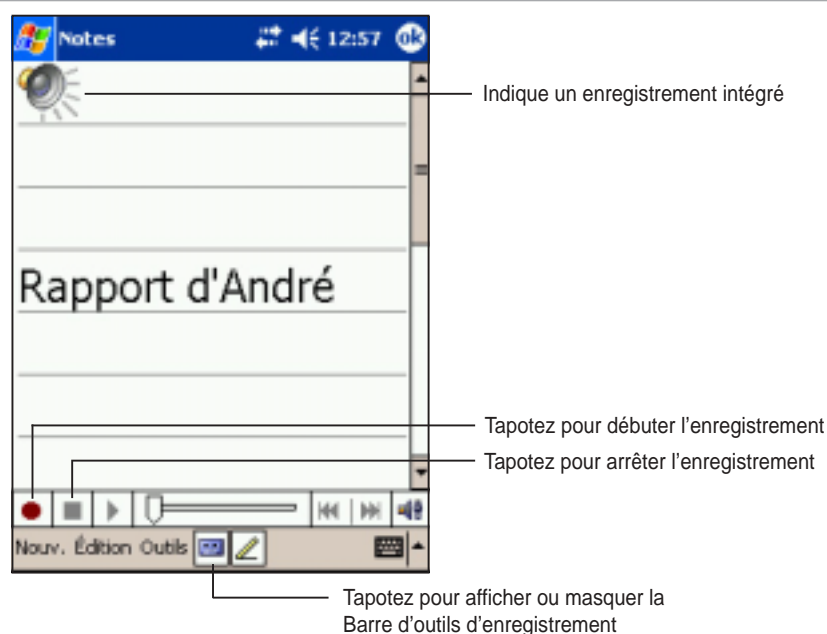 Notes 12:57 ok
Indique un enregistrement intégré
Rapport d'André
Tapotez pour débuter l’enregistrement
Tapotez pour arrêter l’enregistrement
Nouv. Édition Outils
Tapotez pour afficher ou masquer la
Barre d’outils d’enregistrement